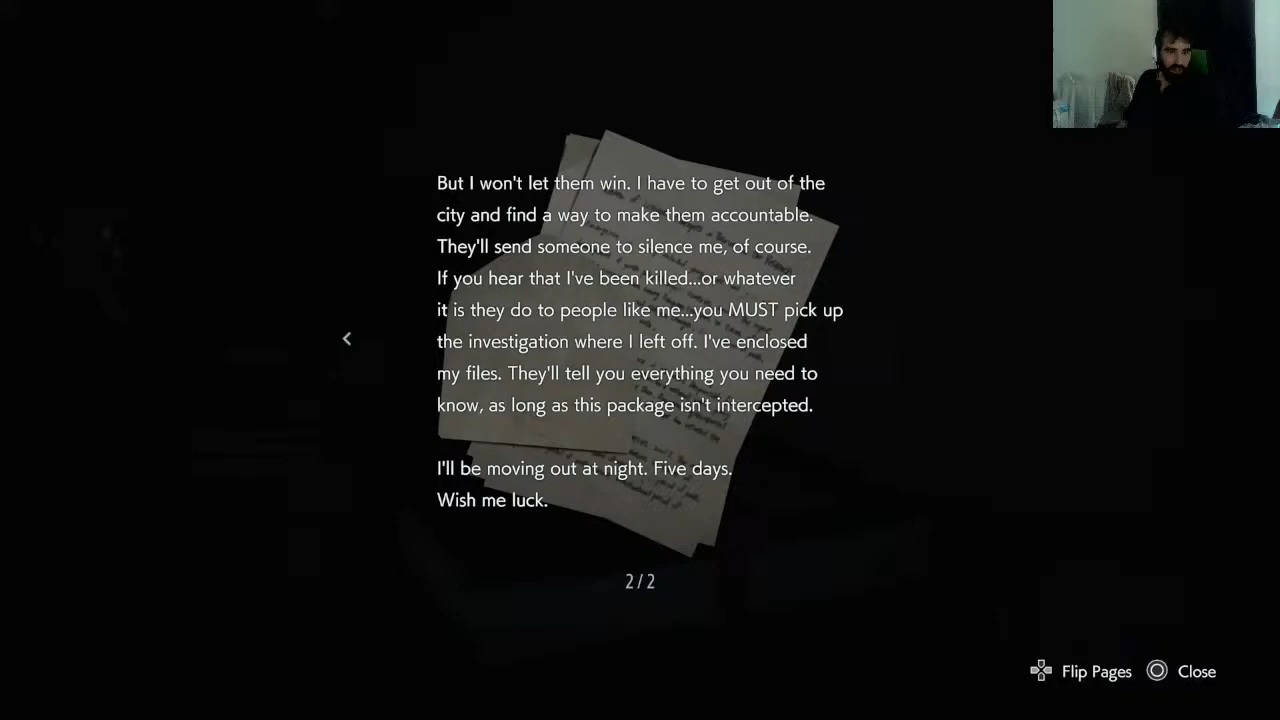 But I won't let them win. I have to get out of the
city and find a way to make them accountable.
They'll send someone to silence me, of course.
If you hear that I've been killed...or whatever
it is they do to people like me...you MUST pick up
the investigation where I left off. I've enclosed
my files. They'll tell you everything you need to
know, as long as this package isn't intercepted.
I'll be moving out at night. Five days.
Wish me luck.
2 / 2
Flip Pages
Close